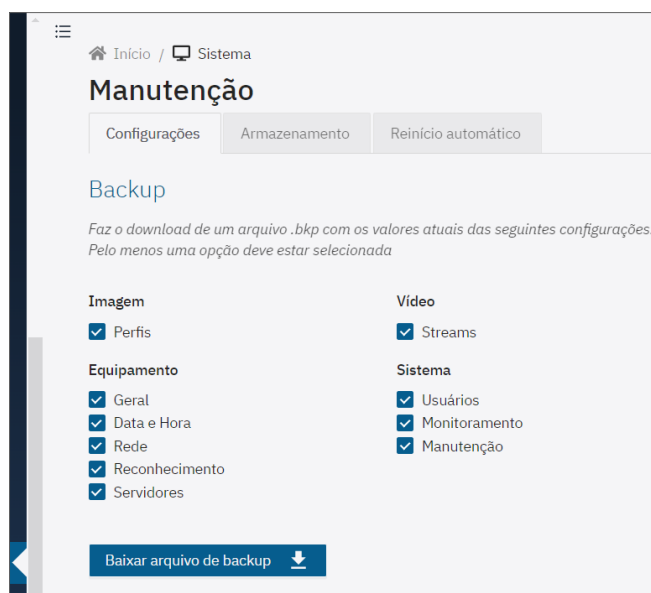 Início / Sistema
Manutenção
Configurações Armazenamento Reinício automático
Backup
Faz o download de um arquivo .bkp com os valores atuais das seguintes configurações.
Pelo menos uma opção deve estar selecionada
Imagem Vídeo
Perfis Streams
Equipamento Sistema
Geral Usuários
Data e Hora Monitoramento
Rede Manutenção
Reconhecimento
Servidores
Baixar arquivo de backup